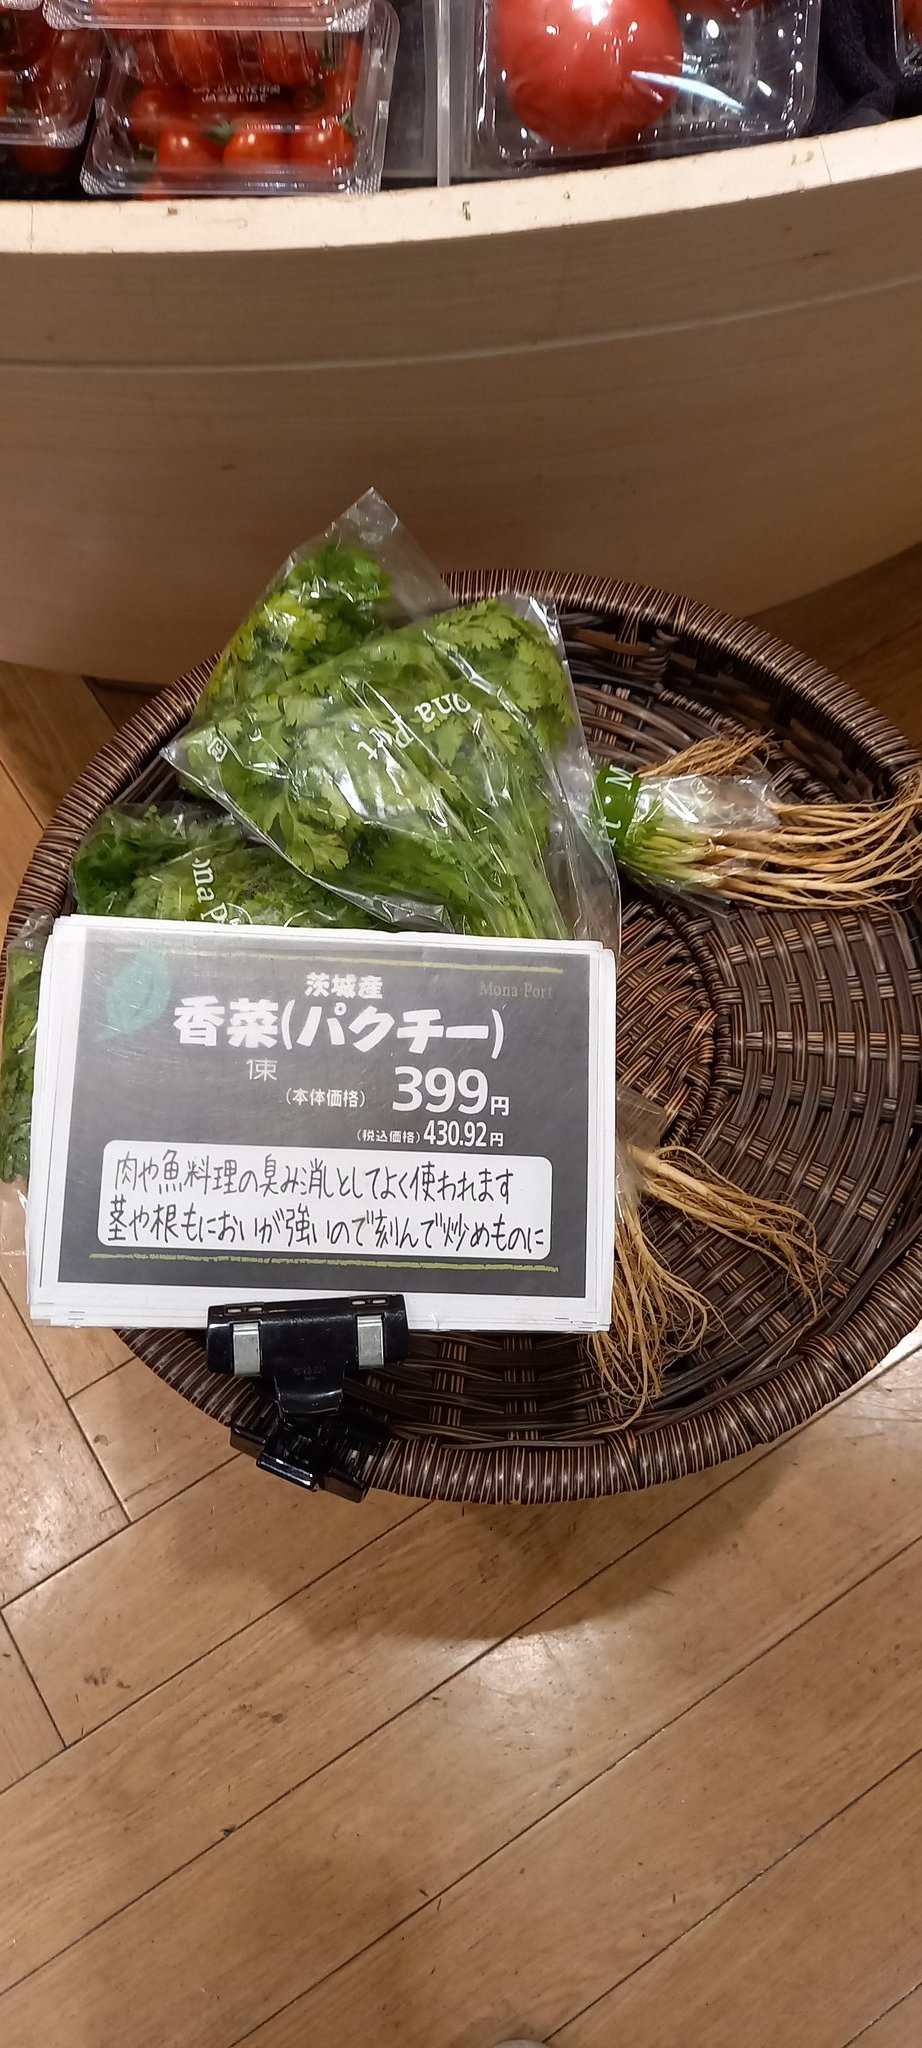 ona Port
ona P
茨城産
Mona Port
香菜(パクチー)
1束
(本体価格) 399円
(税込価格) 430.92円
肉や魚料理の臭み消しとしてよく使われます
茎や根もにおいが強いので刻んで炒めものに